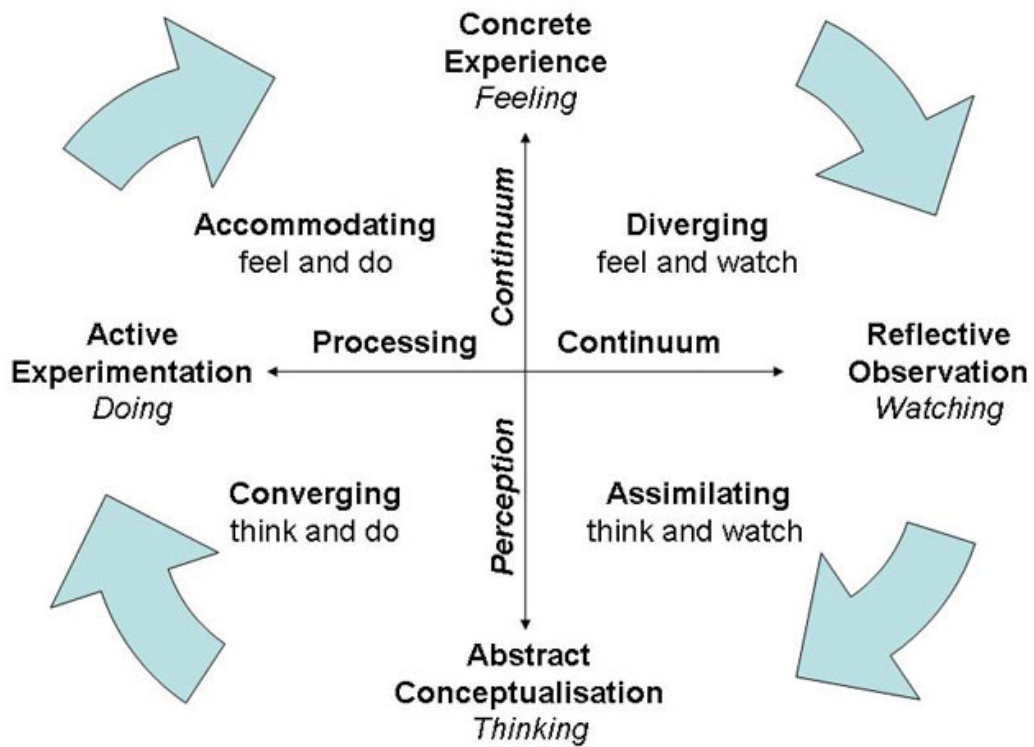 Concrete
Experience
Feeling
Accommodating
feel and do
Continuum
Diverging
feel and watch
Active
Experimentation
Doing
Processing
Continuum
Reflective
Observation
Watching
Converging
think and do
Perception
Assimilating
think and watch
Abstract
Conceptualisation
Thinking